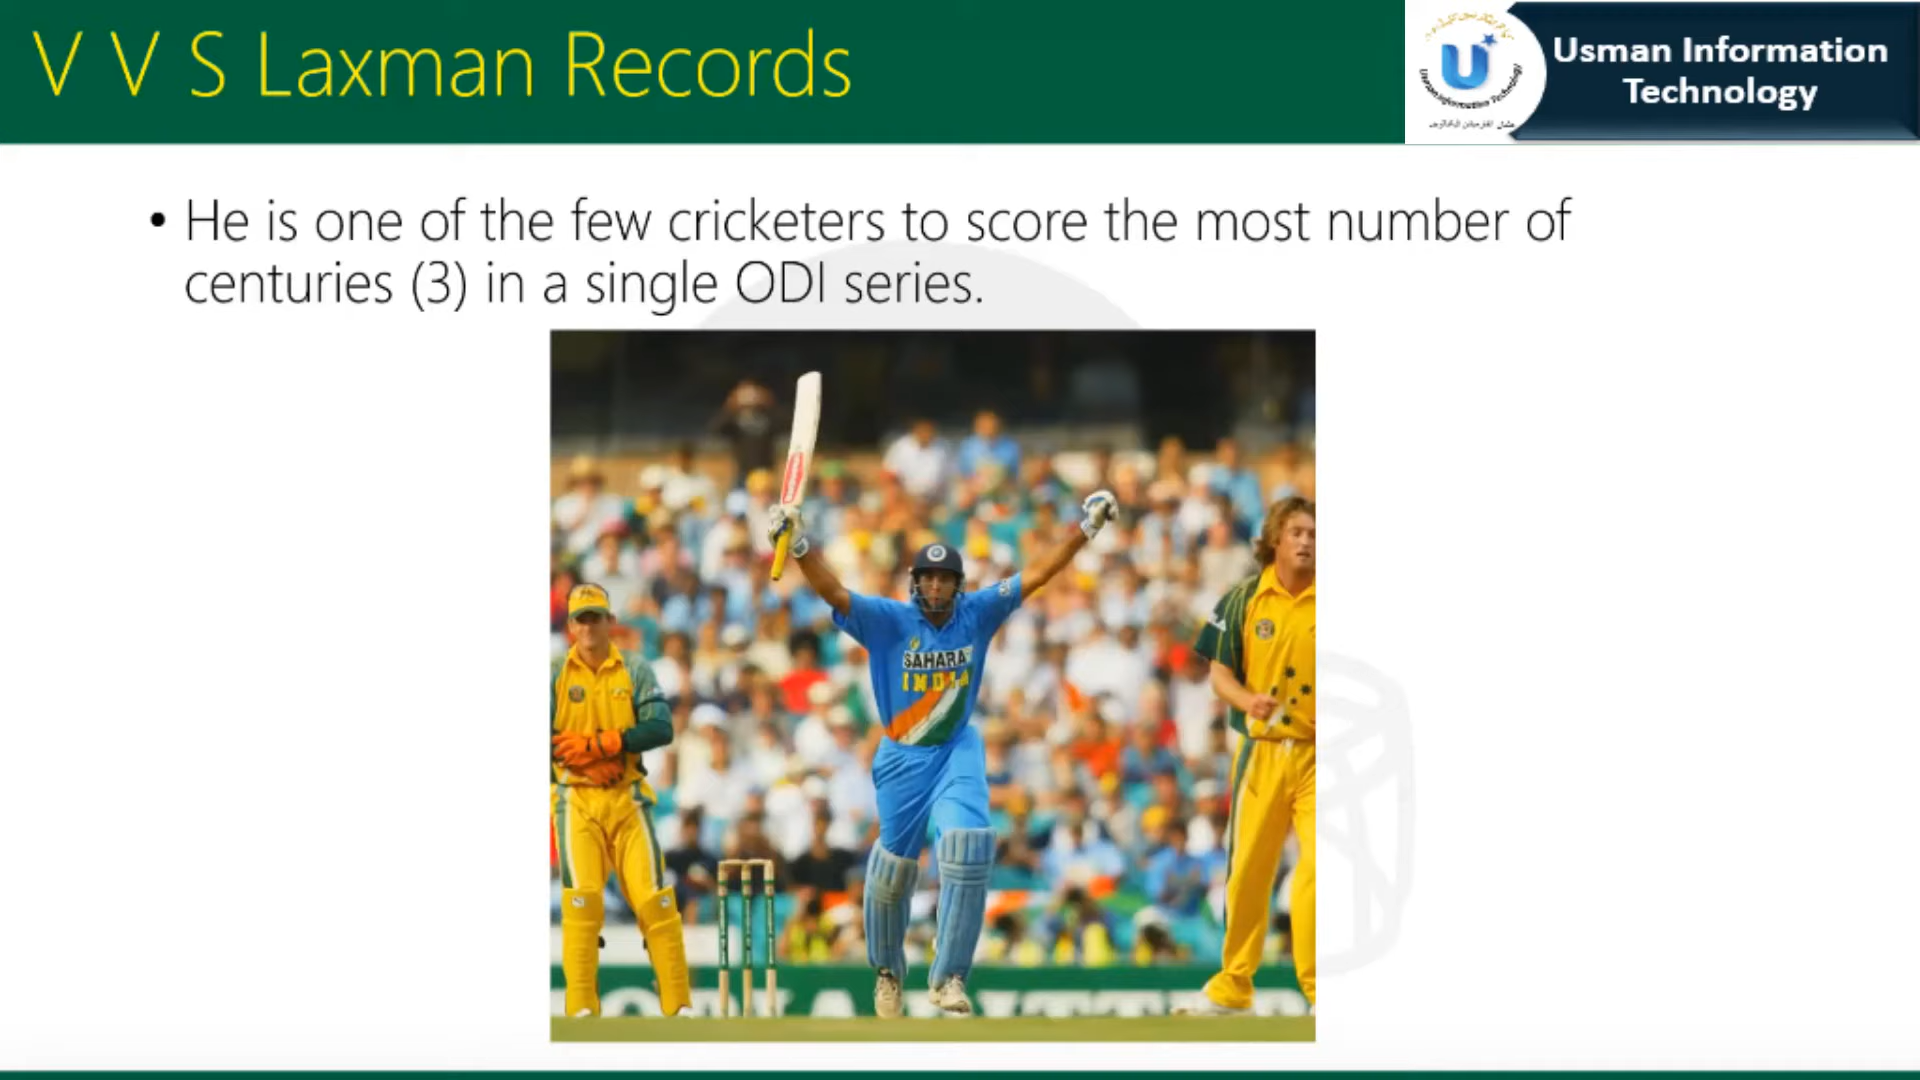 V V S Laxman Records
Usman Information
Technology
• He is one of the few cricketers to score the most number of
centuries (3) in a single ODI series.
SAHARA
INDIA